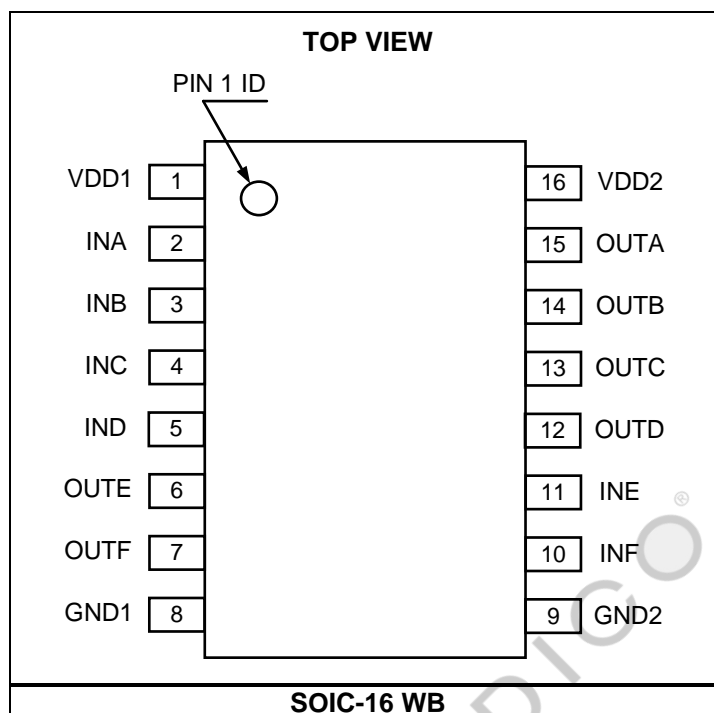 TOP VIEW
PIN 1 ID
VDD1 1 16 VDD2
INA 2 15 OUTA
INB 3 14 OUTB
INC 4 13 OUTC
IND 5 12 OUTD
OUTE 6 11 INE
OUTF 7 10 INF
GND1 8 9 GND2
SOIC-16 WB
DICO®